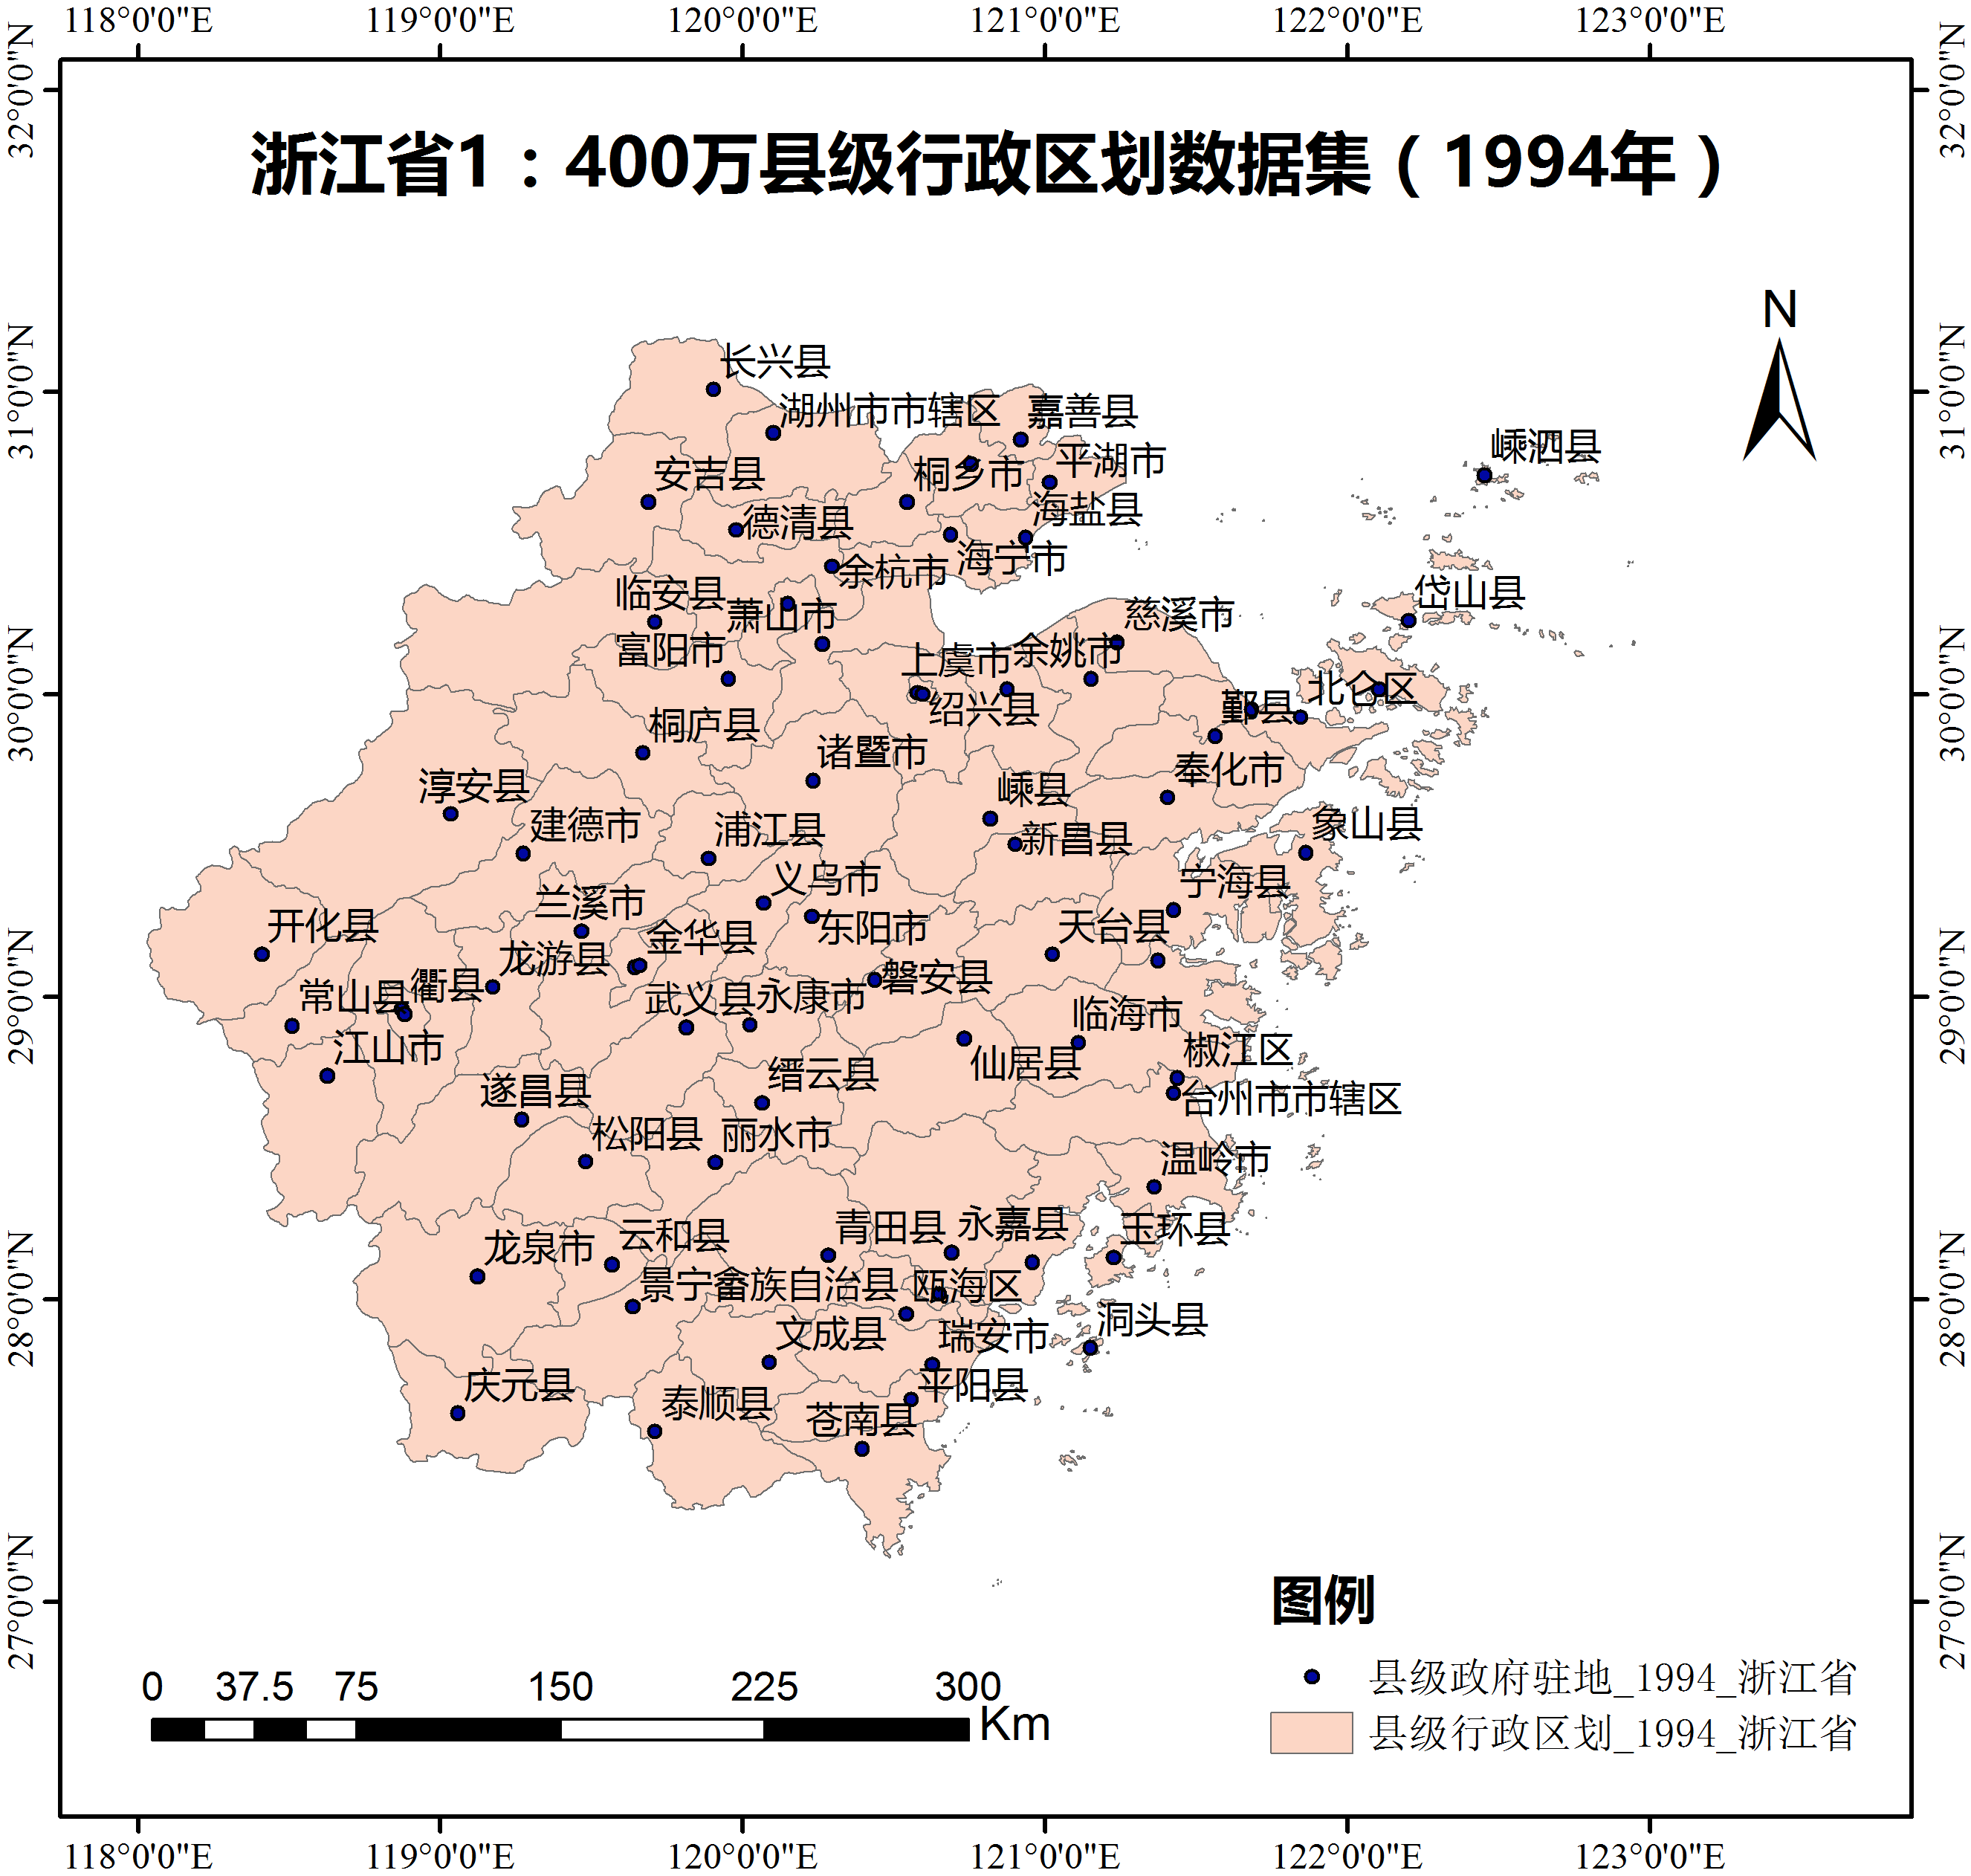 118°0'0"E 119°0'0"E 120°0'0"E 121°0'0"E 122°0'0"E 123°0'0"E
32°0'0"N 32°0'0"N
浙江省1：400万县级行政区划数据集（1994年）
N
31°0'0"N 31°0'0"N
长兴县
湖州市市辖区 嘉善县
嵊泗县
安吉县 桐乡市 平湖市
德清县 海盐县
余杭市 海宁市
临安县 萧山市 慈溪市 岱山县
富阳市 上虞市 余姚市
30°0'0"N 30°0'0"N
绍兴县 鄞县 北仑区
桐庐县 诸暨市 奉化市
淳安县 嵊县
建德市 浦江县 新昌县 象山县
义乌市 宁海县
兰溪市
开化县 金华县 东阳市 天台县
龙游县
常山县 衢县 武义县 永康市 磐安县
29°0'0"N 29°0'0"N
江山市 临海市
仙居县 椒江区
遂昌县 缙云县 台州市市辖区
松阳县 丽水市
温岭市
龙泉市 云和县 青田县 永嘉县 玉环县
景宁畲族自治县 瓯海区
28°0'0"N 28°0'0"N
文成县 瑞安市 洞头县
庆元县 泰顺县 平阳县
苍南县
27°0'0"N 27°0'0"N
图例
县级政府驻地_1994_浙江省
县级行政区划_1994_浙江省
0 37.5 75 150 225 300
Km
118°0'0"E 119°0'0"E 120°0'0"E 121°0'0"E 122°0'0"E 123°0'0"E